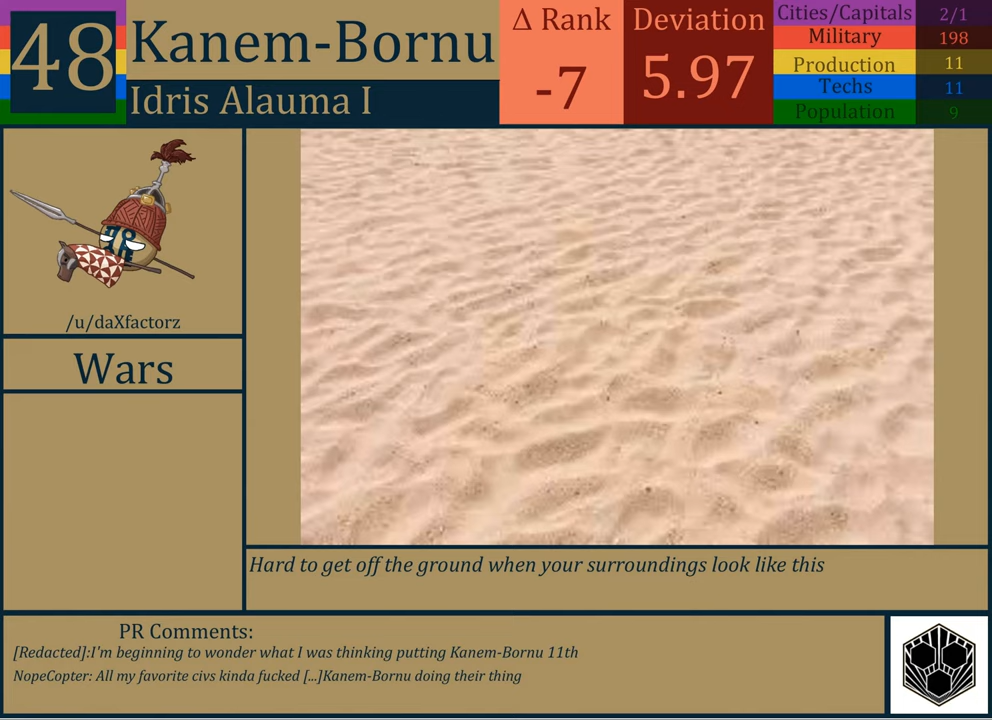 48
Kanem-Bornu
Idris Alauma I
Δ Rank
-7
Deviation
5.97
Cities/Capitals 2/1
Military 198
Production 11
Techs 11
Population 9
/u/daXfactorz
Wars
Hard to get off the ground when your surroundings look like this
PR Comments:
[Redacted]:I'm beginning to wonder what I was thinking putting Kanem-Bornu 11th
NopeCopter: All my favorite civs kinda fucked [...]Kanem-Bornu doing their thing